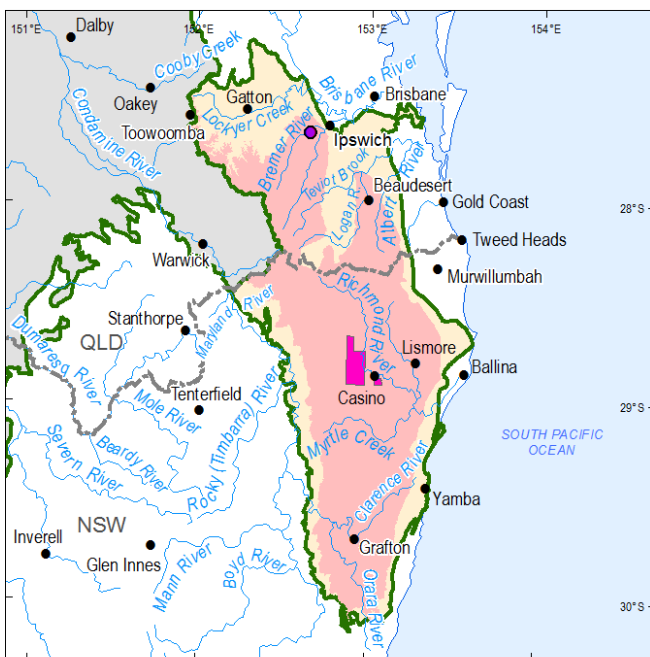 151°E
152°E
153°E
154°E
Dalby
Cooby Creek
Brisbane River
Oakey
Gatton
Brisbane
Lockyer Creek
Toowoomba
Condamine River
Bremer River
Ipswich
Teviot Brook
Beaudesert
Logan R.
Albert River
Gold Coast
28°S
Tweed Heads
Warwick
Murwillumbah
Richmond River
Maryland River
Stanthorpe
QLD
Dumaresq River
Lismore
Ballina
Casino
Tenterfield
29°S
Mole River
Rocky (Timbarra) River
Myrtle Creek
SOUTH PACIFIC
OCEAN
Beardy River
Severn River
Clarence River
Yamba
NSW
Inverell
Glen Innes
Grafton
Mann River
Boyd River
Orara River
30°S